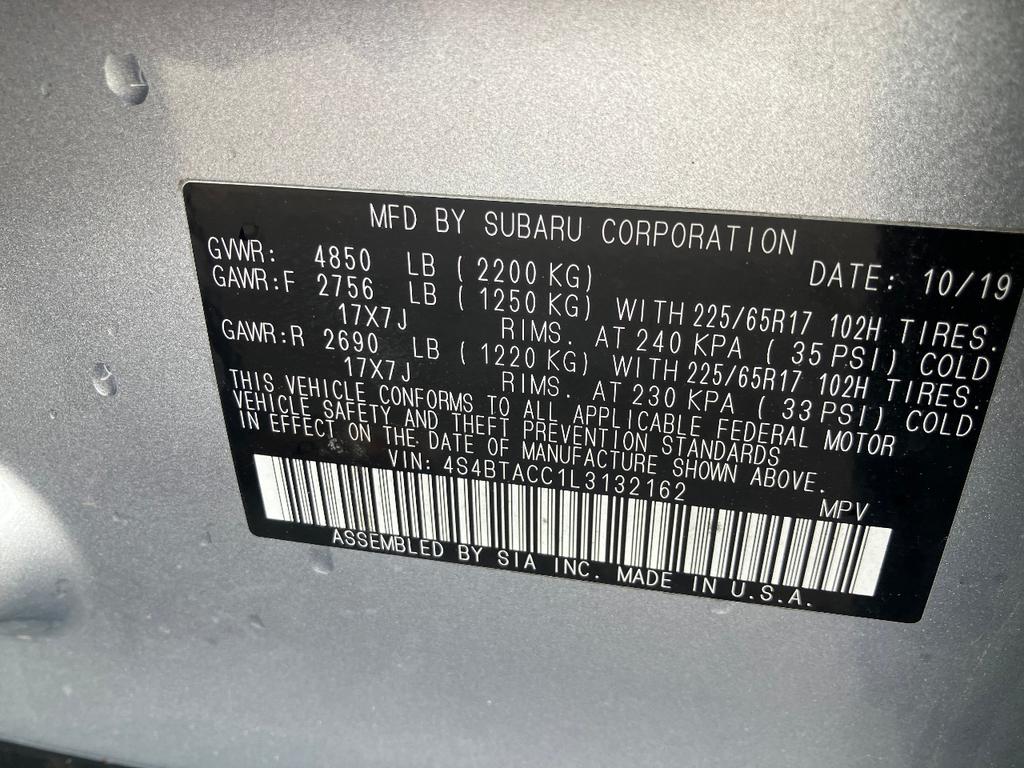 MFD BY SUBARU CORPORATION
GVWR: 4850 LB (2200 KG) DATE: 10/19
GAWR:F 2756 LB (1250 KG) WITH 225/65R17 102H TIRES.
17X7J RIMS. AT 240 KPA (35 PSI) COLD
GAWR:R 2690 LB (1220 KG) WITH 225/65R17 102H TIRES.
17X7J RIMS. AT 230 KPA (33 PSI) COLD
THIS VEHICLE CONFORMS TO ALL APPLICABLE FEDERAL MOTOR
VEHICLE SAFETY AND THEFT PREVENTION STANDARDS
IN EFFECT ON THE DATE OF MANUFACTURE SHOWN ABOVE.
VIN: 4S4BTACC1L3132162 MPV
ASSEMBLED BY SIA INC. MADE IN U.S.A.